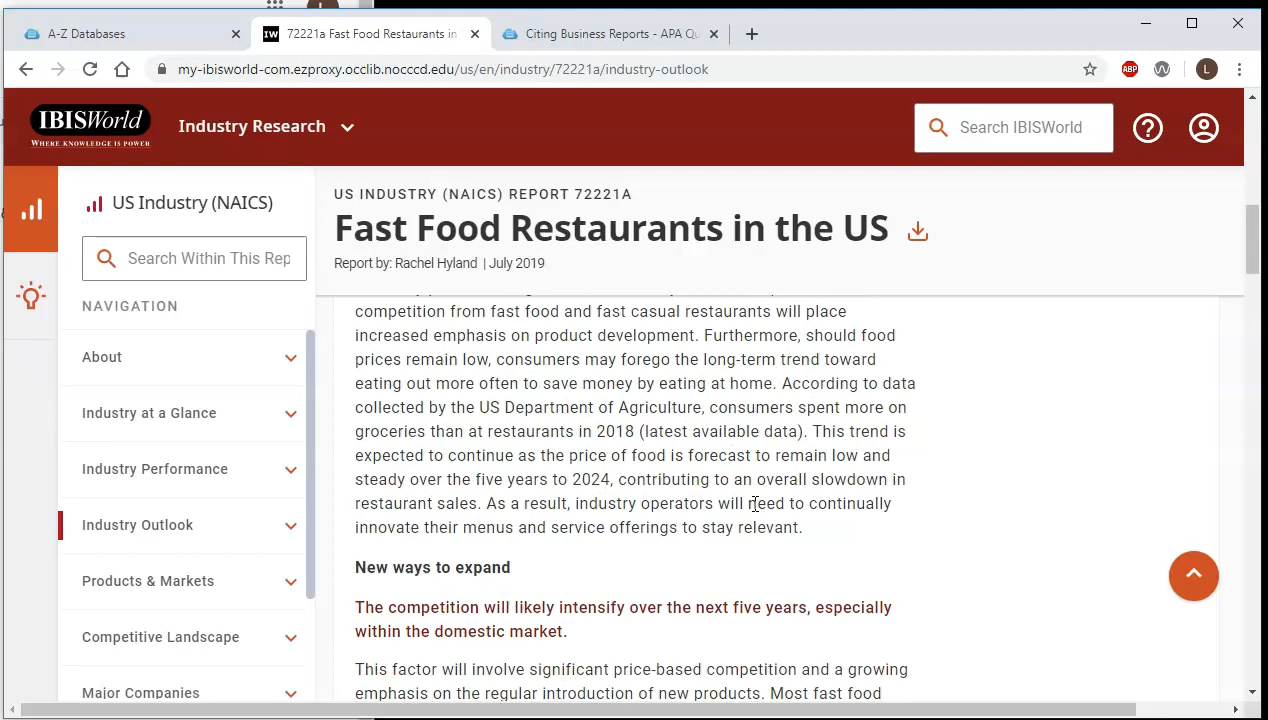 A-Z Databases
IW
72221a Fast Food Restaurants in
Citing Business Reports - APA Qu
my-ibisworld-com.ezproxy.occlib.nocccd.edu/us/en/industry/72221a/industry-outlook
ABP
L
IBISWorld
WHERE KNOWLEDGE IS POWER
Industry Research
Search IBISWorld
US Industry (NAICS)
Search Within This Rep
NAVIGATION
About
Industry at a Glance
Industry Performance
Industry Outlook
Products & Markets
Competitive Landscape
Major Companies
US INDUSTRY (NAICS) REPORT 72221A
Fast Food Restaurants in the US
Report by: Rachel Hyland | July 2019
competition from fast food and fast casual restaurants will place
increased emphasis on product development. Furthermore, should food
prices remain low, consumers may forego the long-term trend toward
eating out more often to save money by eating at home. According to data
collected by the US Department of Agriculture, consumers spent more on
groceries than at restaurants in 2018 (latest available data). This trend is
expected to continue as the price of food is forecast to remain low and
steady over the five years to 2024, contributing to an overall slowdown in
restaurant sales. As a result, industry operators will need to continually
innovate their menus and service offerings to stay relevant.
New ways to expand
The competition will likely intensify over the next five years, especially
within the domestic market.
This factor will involve significant price-based competition and a growing
emphasis on the regular introduction of new products. Most fast food